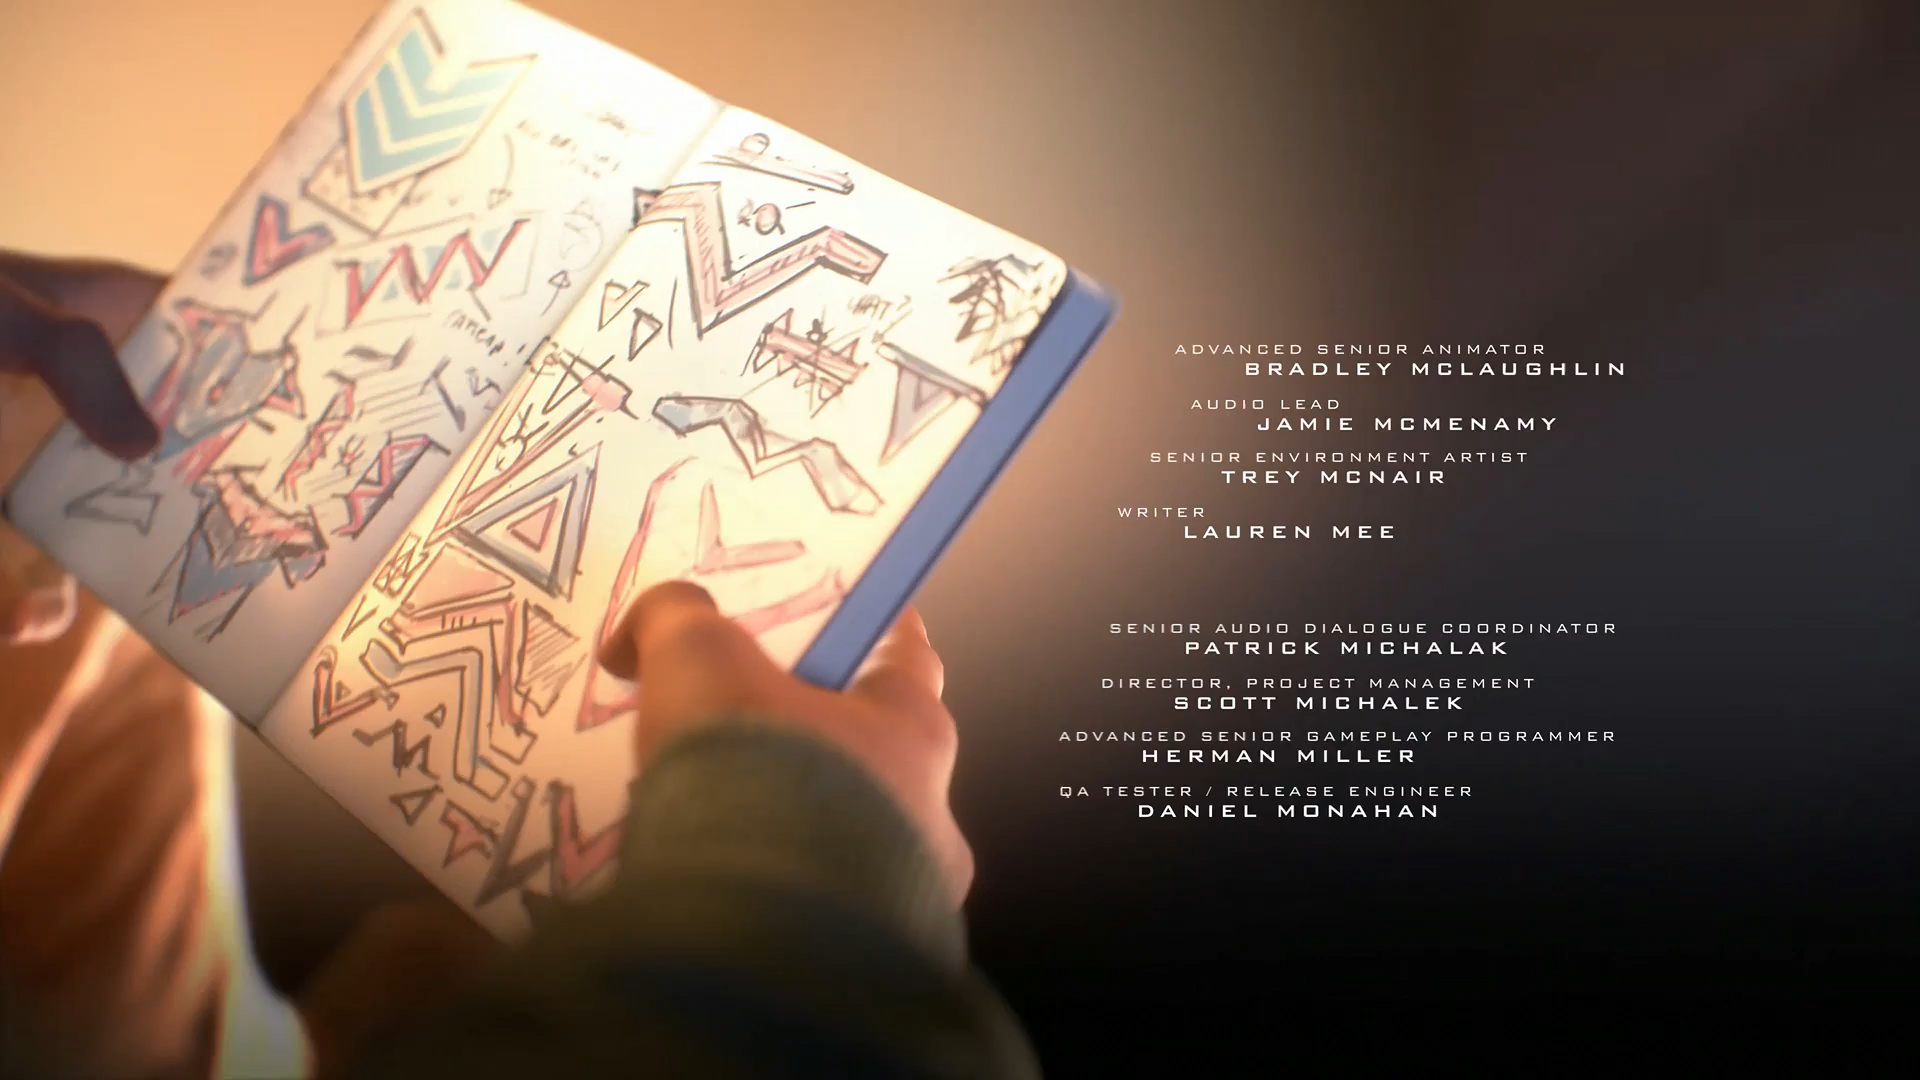 ADVANCED SENIOR ANIMATOR
BRADLEY MCLAUGHLIN
AUDIO LEAD
JAMIE MCMENAMY
SENIOR ENVIRONMENT ARTIST
TREY MCNAIR
WRITER
LAUREN MEE
SENIOR AUDIO DIALOGUE COORDINATOR
PATRICK MICHALAK
DIRECTOR, PROJECT MANAGEMENT
SCOTT MICHALEK
ADVANCED SENIOR GAMEPLAY PROGRAMMER
HERMAN MILLER
QA TESTER / RELEASE ENGINEER
DANIEL MONAHAN